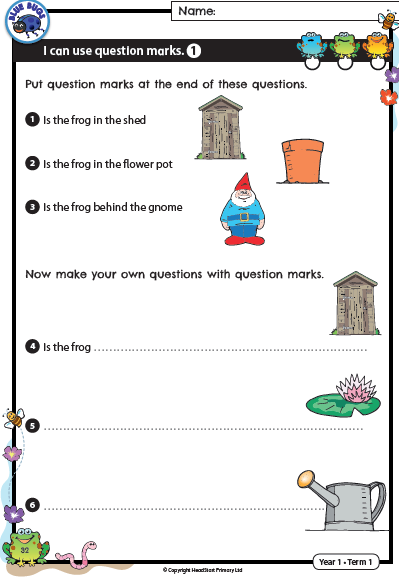 BLUE BUGS
Name:
I can use question marks. 1
Put question marks at the end of these questions.
1 Is the frog in the shed
2 Is the frog in the flower pot
3 Is the frog behind the gnome
Now make your own questions with question marks.
4 Is the frog ..............................................................................
5 ..............................................................................
6 ..............................................................................
32
Year 1 • Term 1
© Copyright HeadStart Primary Ltd